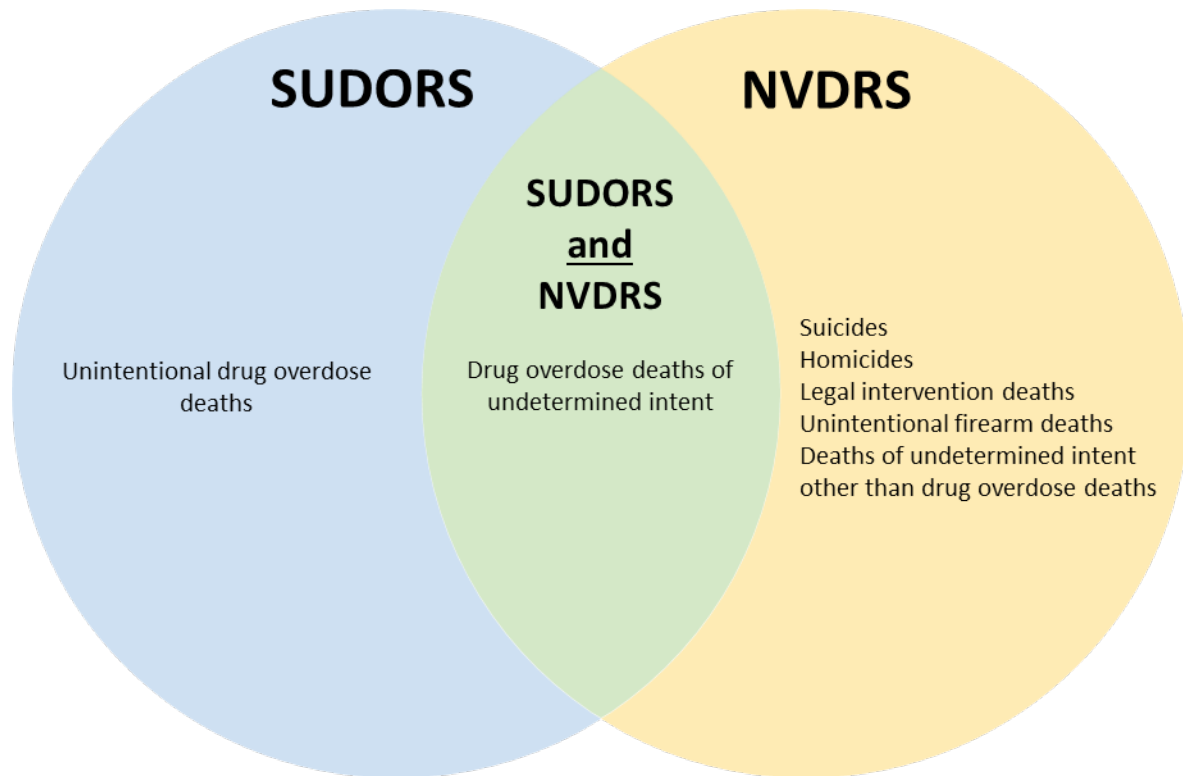 SUDORS
NVDRS
SUDORS
and
NVDRS
Unintentional drug overdose
deaths
Drug overdose deaths of
undetermined intent
Suicides
Homicides
Legal intervention deaths
Unintentional firearm deaths
Deaths of undetermined intent
other than drug overdose deaths